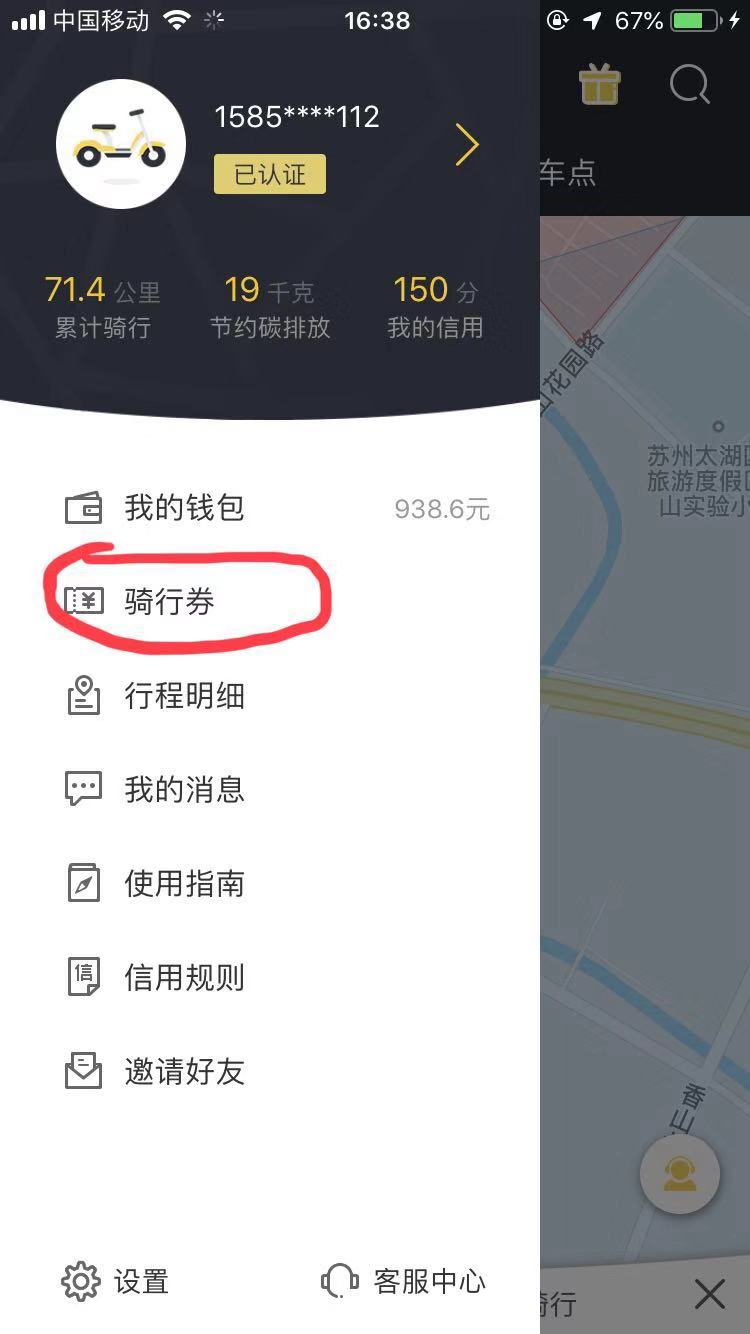 中国移动 16:38 67%
1585****112
已认证
车点
71.4 公里 19 千克 150 分
累计骑行 节约碳排放 我的信用
山花园路
苏州太湖国
旅游度假区
山实验小
我的钱包 938.6元
¥ 骑行券
行程明细
我的消息
使用指南
信 信用规则
邀请好友
香山
设置 客服中心
骑行